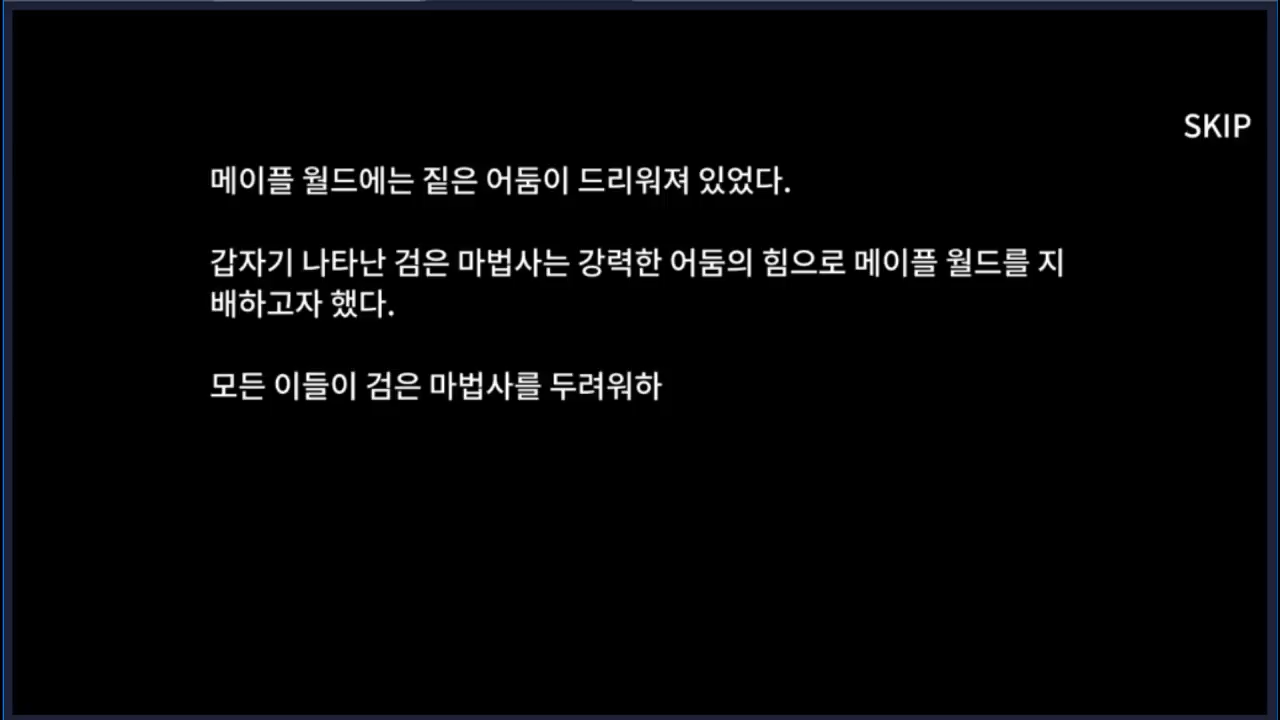 SKIP
메이플 월드에는 짙은 어둠이 드리워져 있었다.
갑자기 나타난 검은 마법사는 강력한 어둠의 힘으로 메이플 월드를 지
배하고자 했다.
모든 이들이 검은 마법사를 두려워하